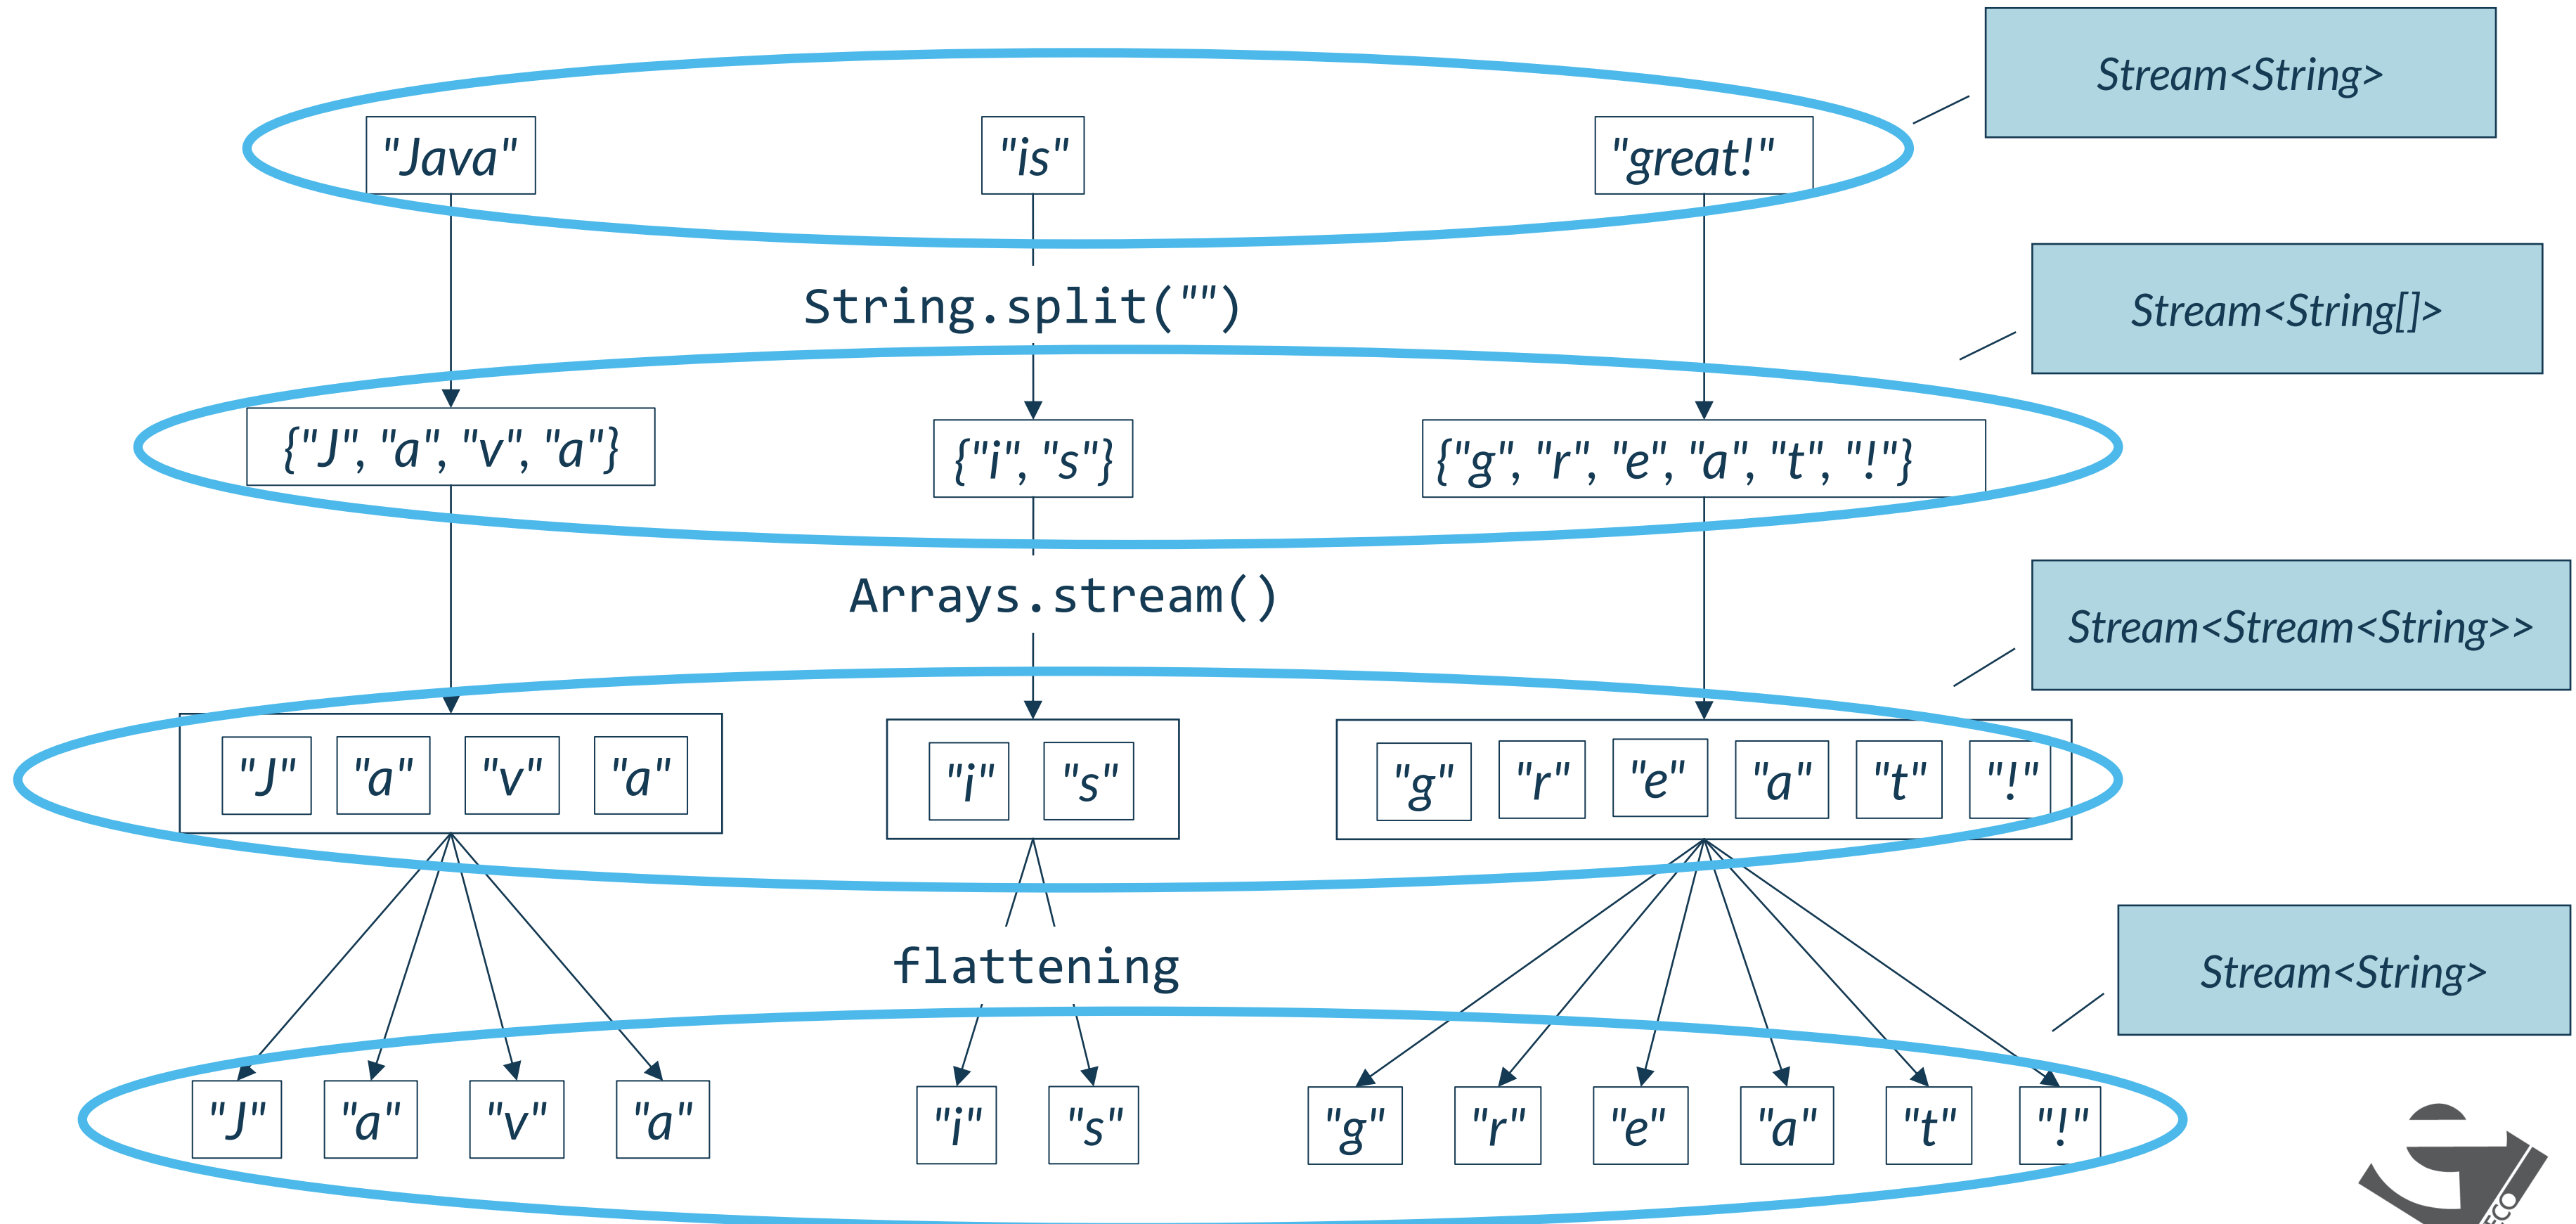 Stream<String>
"Java" "is" "great!"
String.split("")
Stream<String[]>
{"J", "a", "v", "a"} {"i", "s"} {"g", "r", "e", "a", "t", "!"}
Arrays.stream()
Stream<Stream<String>>
"J" "a" "v" "a" "i" "s" "g" "r" "e" "a" "t" "!"
flattening
Stream<String>
"J" "a" "v" "a" "i" "s" "g" "r" "e" "a" "t" "!"